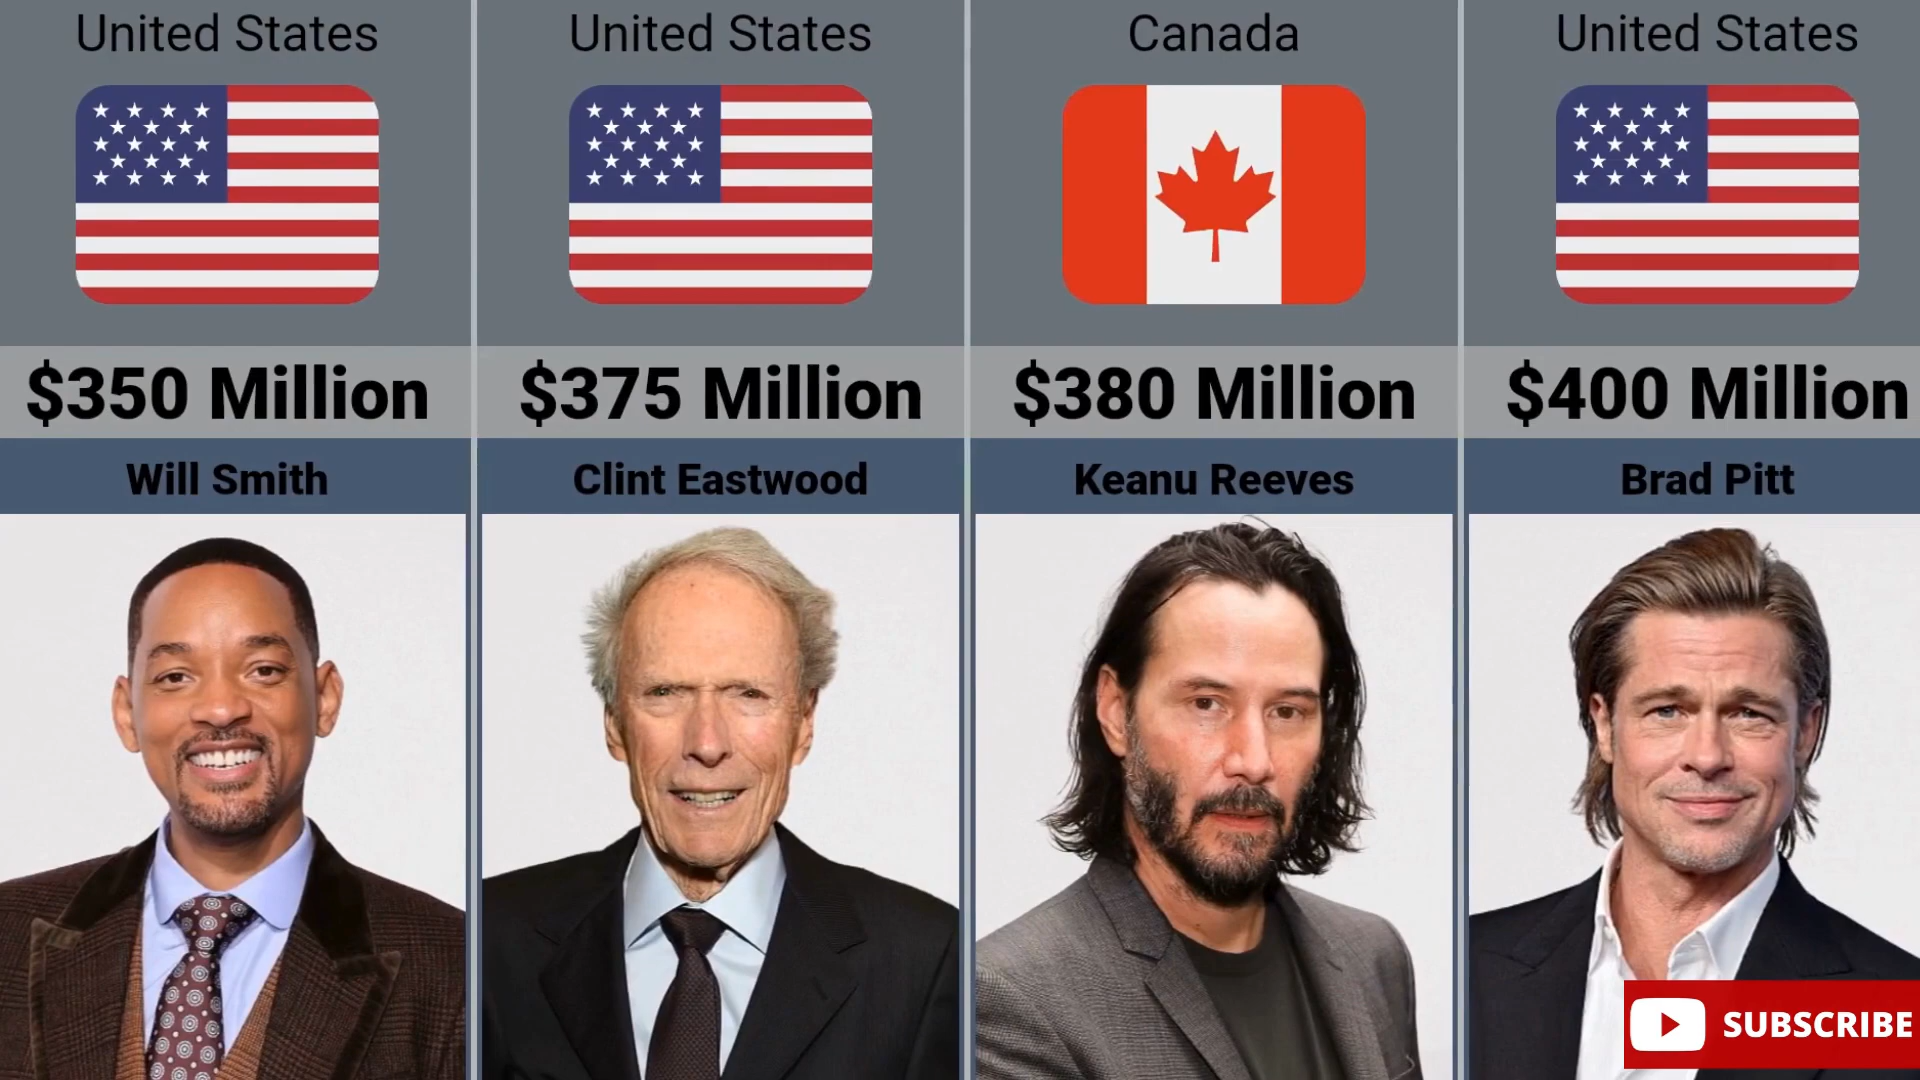 United States
United States
Canada
United States
$350 Million
$375 Million
$380 Million
$400 Million
Will Smith
Clint Eastwood
Keanu Reeves
Brad Pitt
SUBSCRIBE